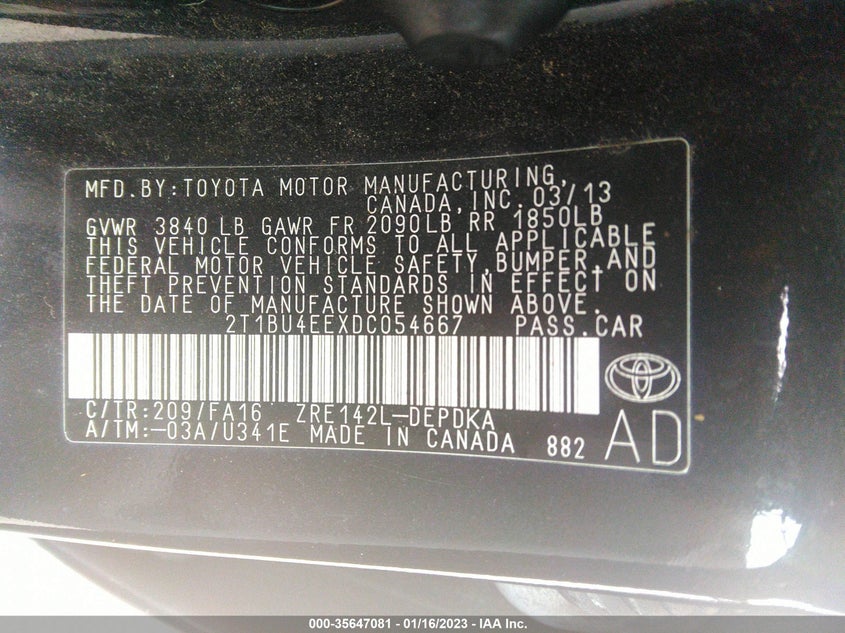 MFD.BY:TOYOTA MOTOR MANUFACTURING,
CANADA,INC. 03/13
GVWR 3840 LB GAWR FR 2090LB RR 1850LB
THIS VEHICLE CONFORMS TO ALL APPLICABLE
FEDERAL MOTOR VEHICLE SAFETY,BUMPER,AND
THEFT PREVENTION STANDARDS IN EFFECT ON
THE DATE OF MANUFACTURE SHOWN ABOVE.
2T1BU4EEXDC054667 PASS.CAR
C/TR:209/FA16 ZRE142L-DEPDKA
A/TM:-03A/U341E MADE IN CANADA 882 AD
000-35647081 - 01/16/2023 - IAA Inc.